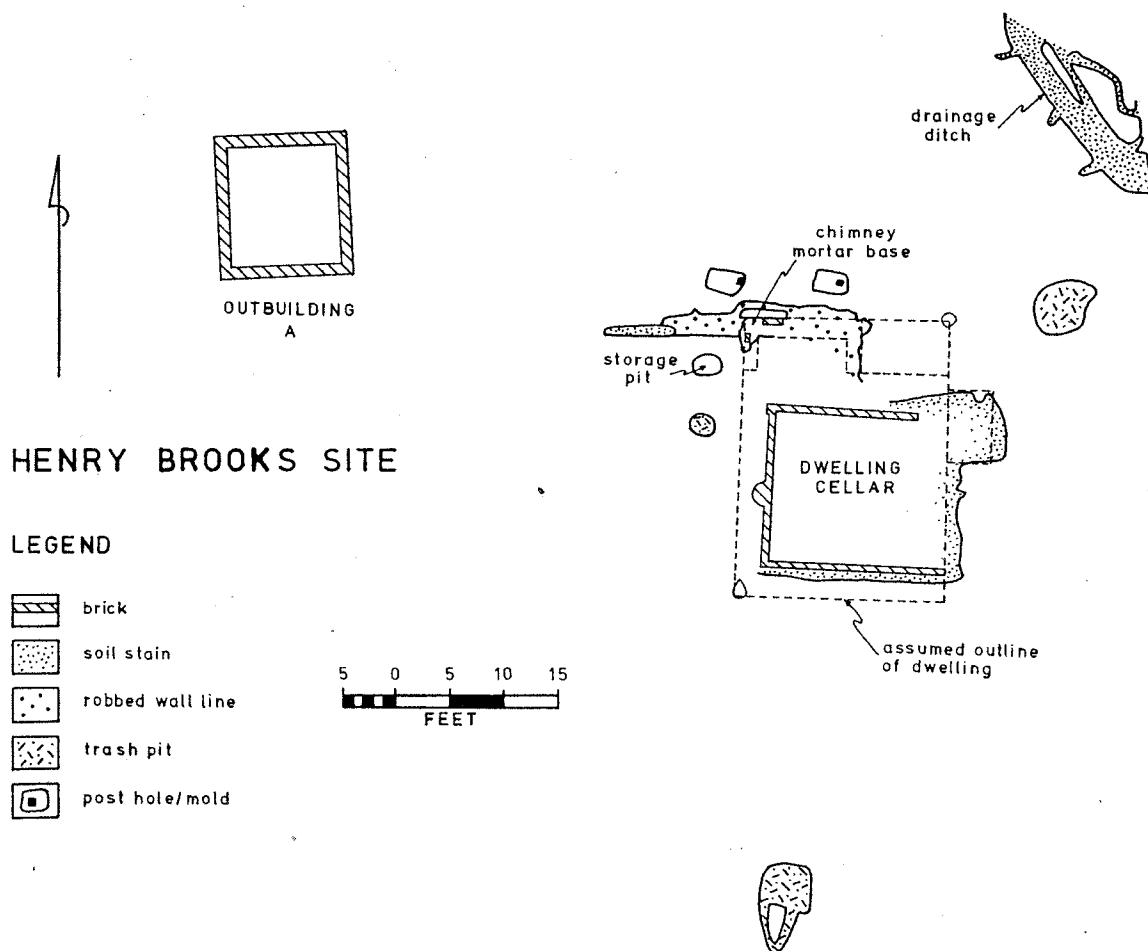 drainage
ditch
chimney
mortar base
OUTBUILDING
A
storage
pit
HENRY BROOKS SITE
DWELLING
CELLAR
LEGEND
brick
soil stain
robbed wall line
trash pit
post hole/mold
assumed outline
of dwelling
5 0 5 10 15
FEET